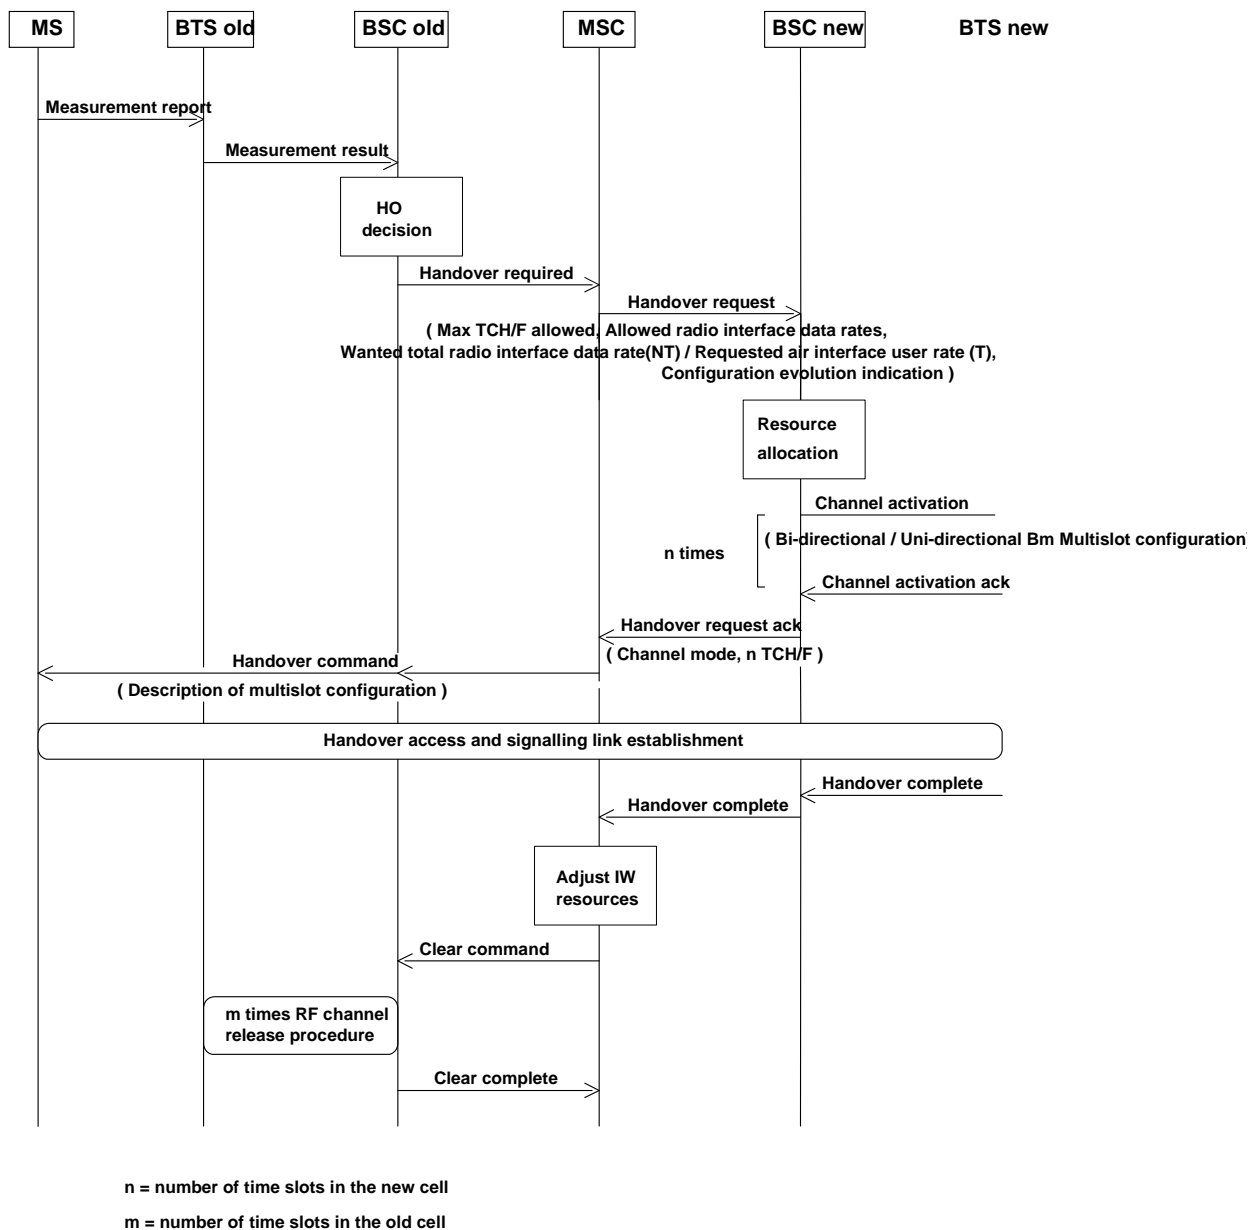 MS BTS old BSC old MSC BSC new BTS new
Measurement report
Measurement result
HO
decision
Handover required
Handover request
( Max TCH/F allowed, Allowed radio interface data rates,
Wanted total radio interface data rate(NT) / Requested air interface user rate (T),
Configuration evolution indication )
Resource
allocation
Channel activation
( Bi-directional / Uni-directional Bm Multislot configuration)
n times
Channel activation ack
Handover request ack
( Channel mode, n TCH/F )
Handover command
( Description of multislot configuration )
Handover access and signalling link establishment
Handover complete
Handover complete
Adjust IW
resources
Clear command
m times RF channel
release procedure
Clear complete
n = number of time slots in the new cell
m = number of time slots in the old cell